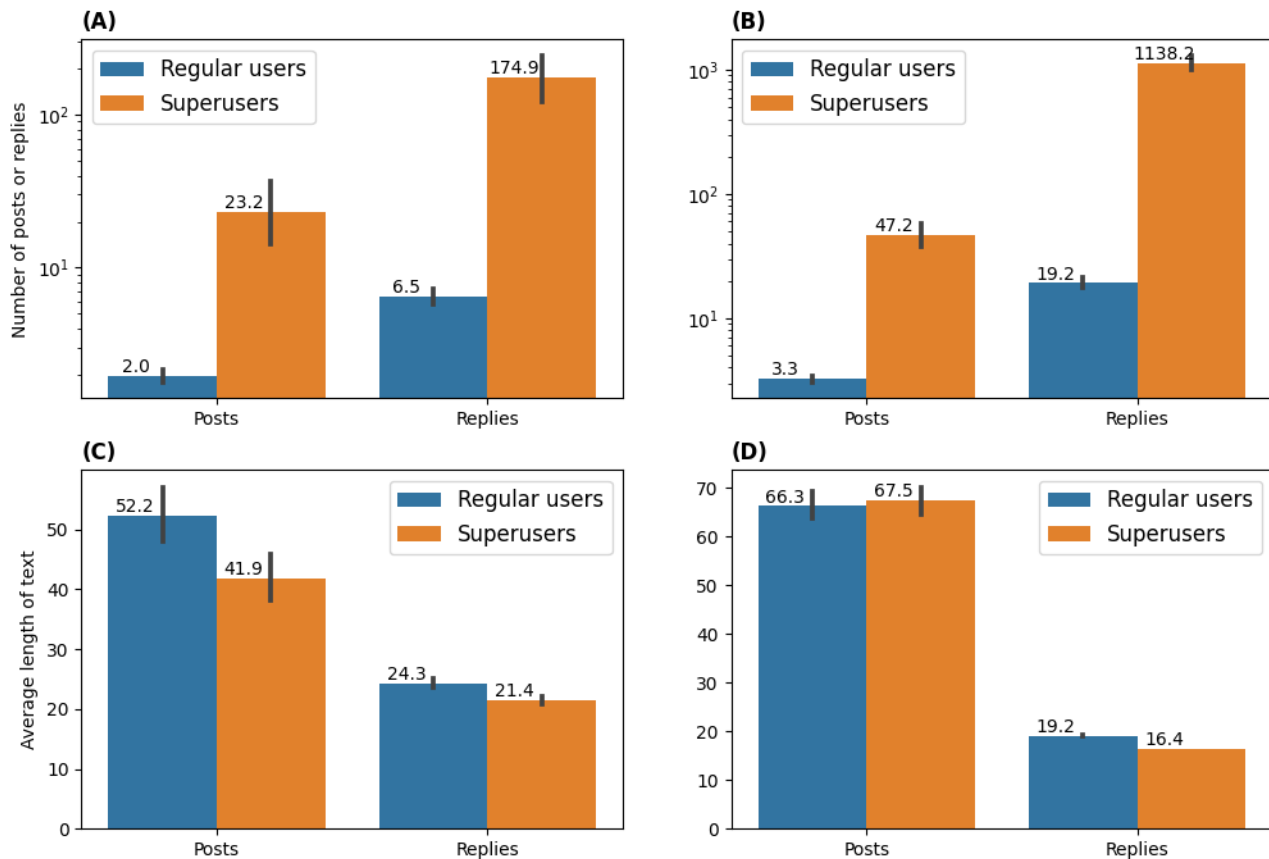 (A)
Number of posts or replies
10²
10¹
Regular users
Superusers
2.0
23.2
6.5
174.9
Posts
Replies
(B)
10³
10²
10¹
Regular users
Superusers
3.3
47.2
19.2
1138.2
Posts
Replies
(C)
Average length of text
50
40
30
20
10
0
Regular users
Superusers
52.2
41.9
24.3
21.4
Posts
Replies
(D)
70
60
50
40
30
20
10
0
Regular users
Superusers
66.3
67.5
19.2
16.4
Posts
Replies